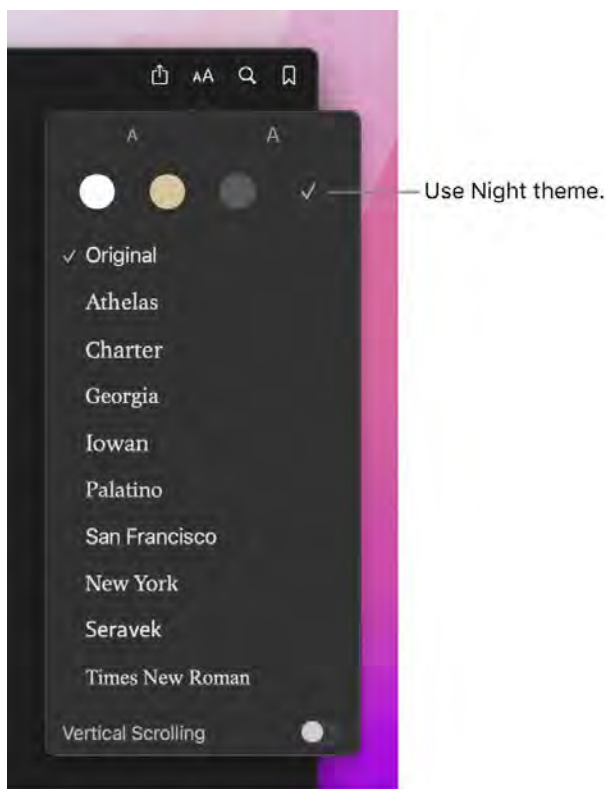 AA
A A
Use Night theme.
Original
Athelas
Charter
Georgia
Iowan
Palatino
San Francisco
New York
Seravek
Times New Roman
Vertical Scrolling